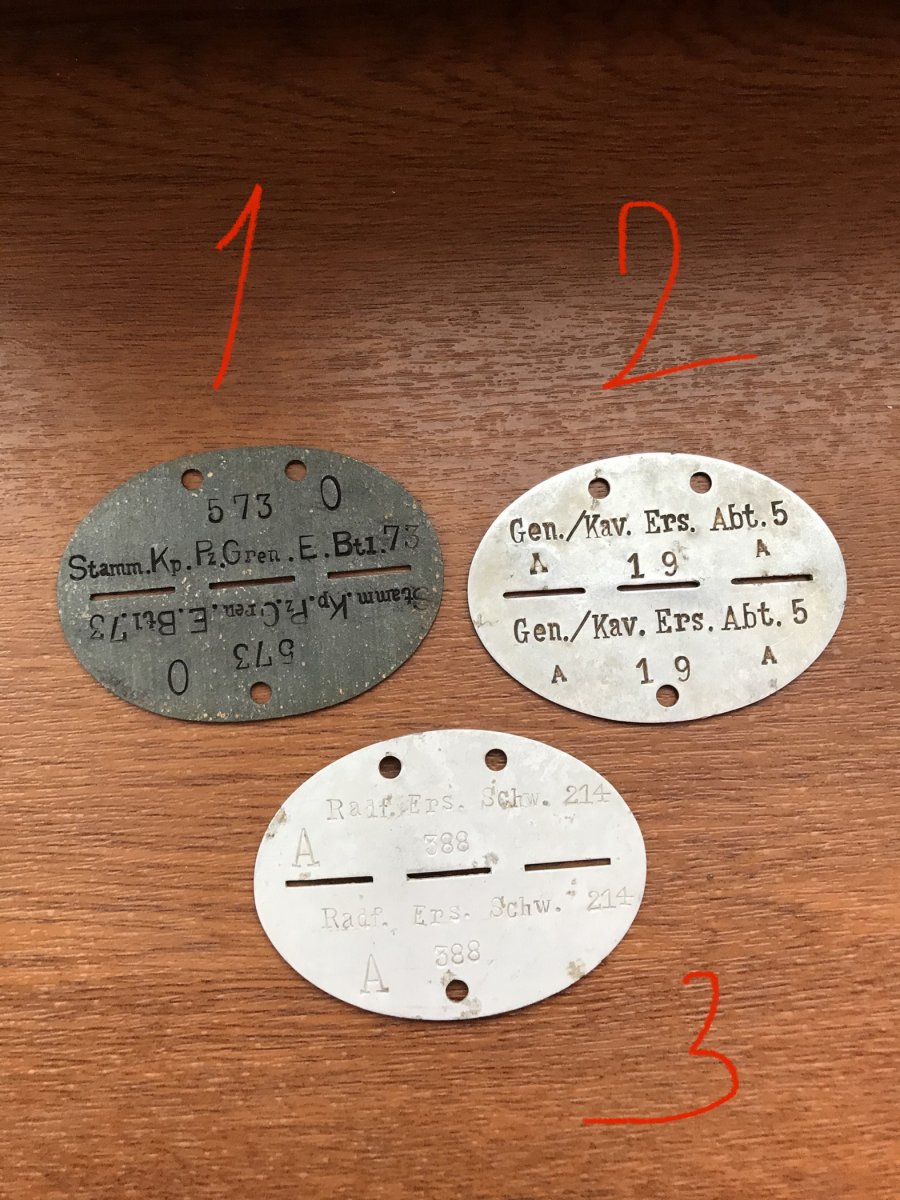 1
2
573 O
Stamm.Kp.Pz.Gren.E.Btl.73
Stamm.Kp.Pz.Gren.E.Btl.73
573
O
Gen./Kav. Ers. Abt. 5
A 19 A
Gen./Kav. Ers. Abt. 5
A 19 A
Radf. Ers. Schw. 214
A 388
Radf. Ers. Schw. 214
A 388
3